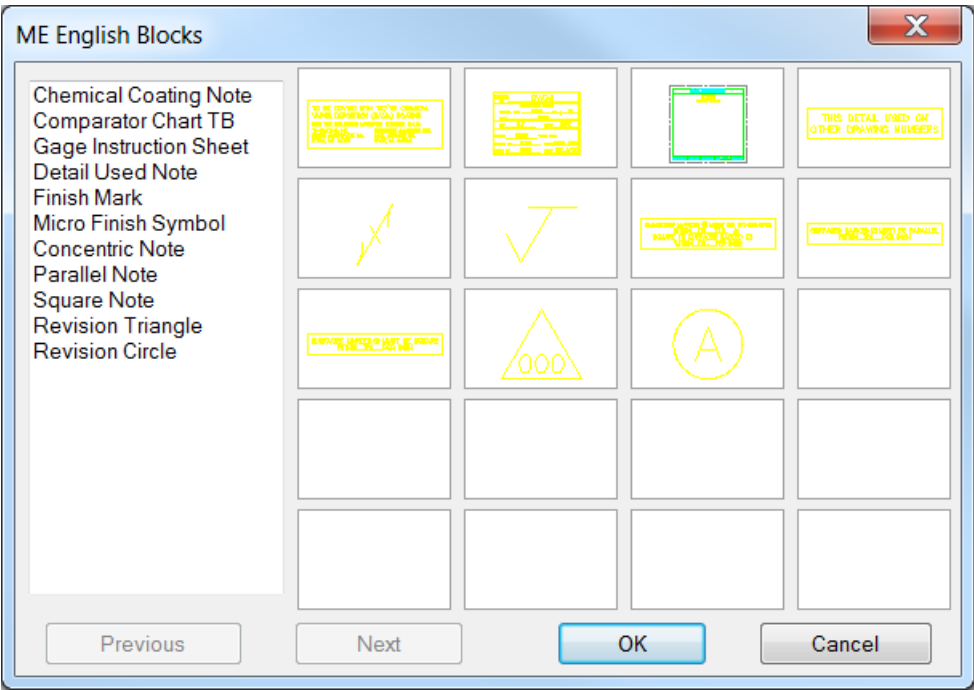 ME English Blocks
Chemical Coating Note
Comparator Chart TB
Gage Instruction Sheet
Detail Used Note
Finish Mark
Micro Finish Symbol
Concentric Note
Parallel Note
Square Note
Revision Triangle
Revision Circle
THIS DETAIL USED ON
OTHER DRAWING NUMBERS
000
A
Previous
Next
OK
Cancel